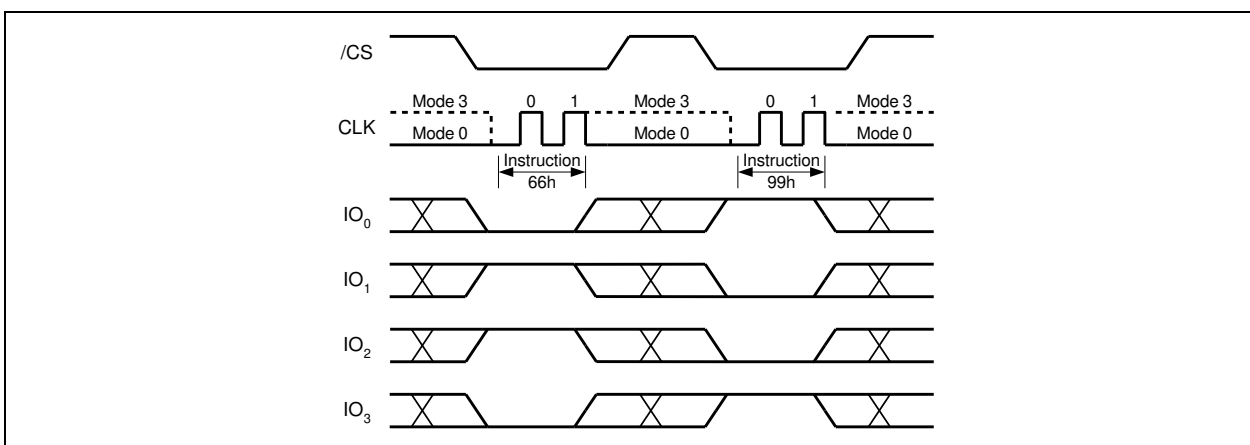 /CS
Mode 3 0 1 Mode 3 0 1 Mode 3
CLK
Mode 0 Mode 0 Mode 0
Instruction Instruction
66h 99h
IO0
IO1
IO2
IO3